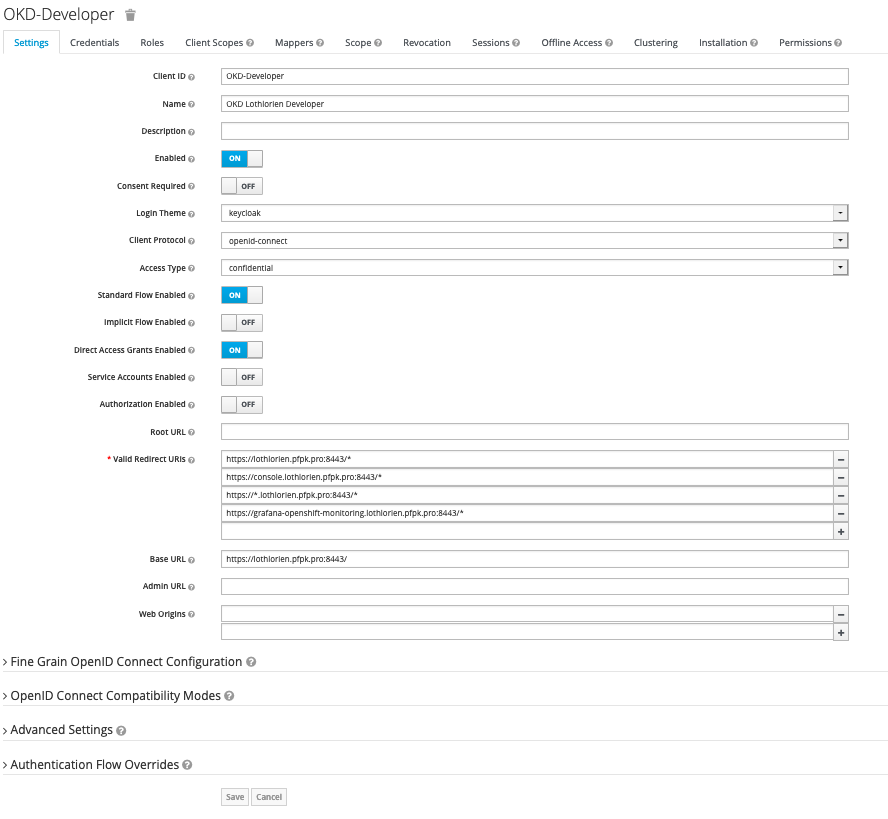 OKD-Developer
Settings Credentials Roles Client Scopes Mappers Scope Revocation Sessions Offline Access Clustering Installation Permissions
Client ID OKD-Developer
Name OKD Lothlorien Developer
Description
Enabled ON
Consent Required OFF
Login Theme keycloak
Client Protocol openid-connect
Access Type confidential
Standard Flow Enabled ON
Implicit Flow Enabled OFF
Direct Access Grants Enabled ON
Service Accounts Enabled OFF
Authorization Enabled OFF
Root URL
* Valid Redirect URIs https://lothlorien.pfpk.pro:8443/*
https://console.lothlorien.pfpk.pro:8443/*
https://*.lothlorien.pfpk.pro:8443/*
https://grafana-openshift-monitoring.lothlorien.pfpk.pro:8443/*
Base URL https://lothlorien.pfpk.pro:8443/
Admin URL
Web Origins
Fine Grain OpenID Connect Configuration
OpenID Connect Compatibility Modes
Advanced Settings
Authentication Flow Overrides
Save Cancel